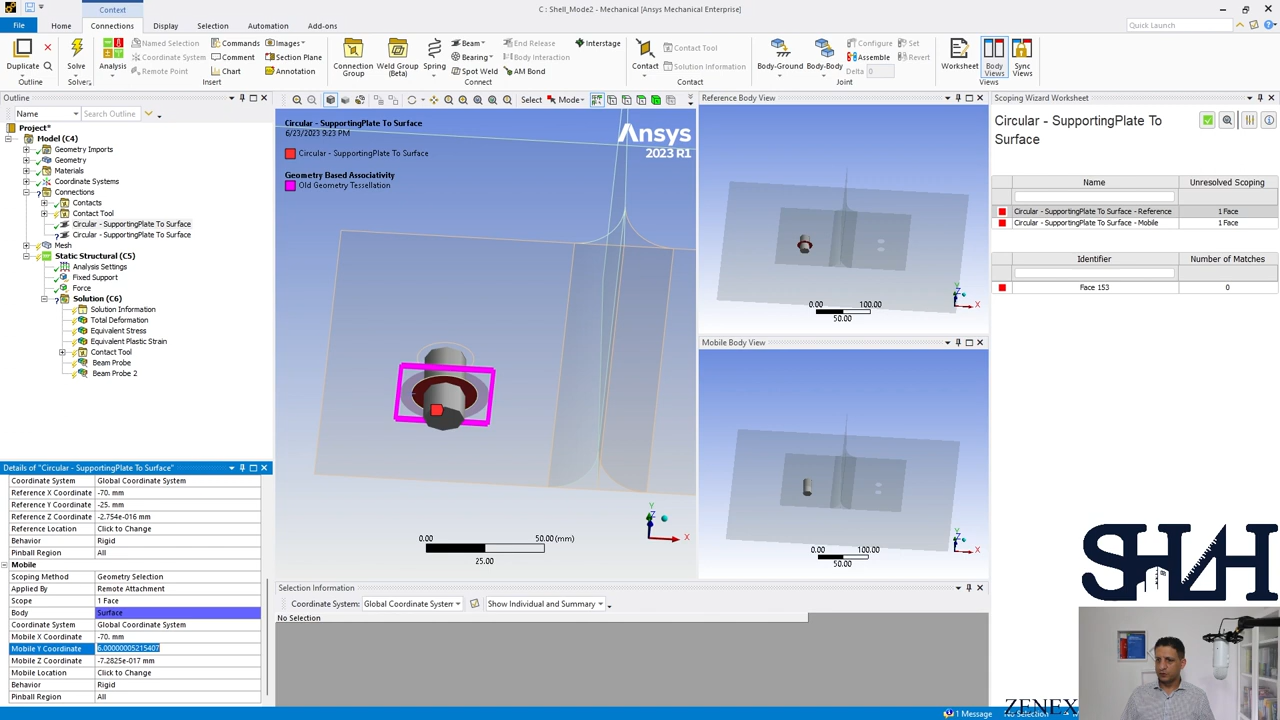 C : Shell_Mode2 - Mechanical [Ansys Mechanical Enterprise]
Context
File Home Connections Display Selection Automation Add-ons
Quick Launch
Duplicate
Outline
Solve
Solver
Analysis
Named Selection
Coordinate System
Remote Point
Commands
Comment
Chart
Images
Section Plane
Annotation
Insert
Connection Group
Weld Group (Beta)
Spring
Beam
Bearing
Spot Weld
End Release
Body Interaction
AM Bond
Connect
Interstage
Contact
Contact Tool
Solution Information
Contact
Body-Ground
Body-Body
Configure
Assemble
Delta 0
Set
Revert
Joint
Worksheet
Body Views
Sync Views
Views
Outline
Name
Search Outline
Project*
Model (C4)
Geometry Imports
Geometry
Materials
Coordinate Systems
Connections
Contacts
Contact Tool
Circular - SupportingPlate To Surface
Circular - SupportingPlate To Surface
Mesh
Static Structural (C5)
Analysis Settings
Fixed Support
Force
Solution (C6)
Solution Information
Total Deformation
Equivalent Stress
Equivalent Plastic Strain
Contact Tool
Beam Probe
Beam Probe 2
Details of "Circular - SupportingPlate To Surface"
Coordinate System Global Coordinate System
Reference X Coordinate -70. mm
Reference Y Coordinate -25. mm
Reference Z Coordinate -2.754e-016 mm
Reference Location Click to Change
Behavior Rigid
Pinball Region All
Mobile
Scoping Method Geometry Selection
Applied By Remote Attachment
Scope 1 Face
Body Surface
Coordinate System Global Coordinate System
Mobile X Coordinate -70. mm
Mobile Y Coordinate 6.00000005215407
Mobile Z Coordinate -7.2825e-017 mm
Mobile Location Click to Change
Behavior Rigid
Pinball Region All
Select Mode
Circular - SupportingPlate To Surface
6/23/2023 9:23 PM
Circular - SupportingPlate To Surface
Geometry Based Associativity
Old Geometry Tessellation
Ansys
2023 R1
0.00 50.00 (mm)
25.00
Y
Z
X
Reference Body View
0.00 100.00
50.00
Z
X
Mobile Body View
0.00 100.00
50.00
Z
X
Selection Information
Coordinate System: Global Coordinate System Show Individual and Summary
No Selection
Scoping Wizard Worksheet
Circular - SupportingPlate To
Surface
Name Unresolved Scoping
Circular - SupportingPlate To Surface - Reference 1 Face
Circular - SupportingPlate To Surface - Mobile 1 Face
Identifier Number of Matches
Face 153 0
1 Message No Selection
ZENEX